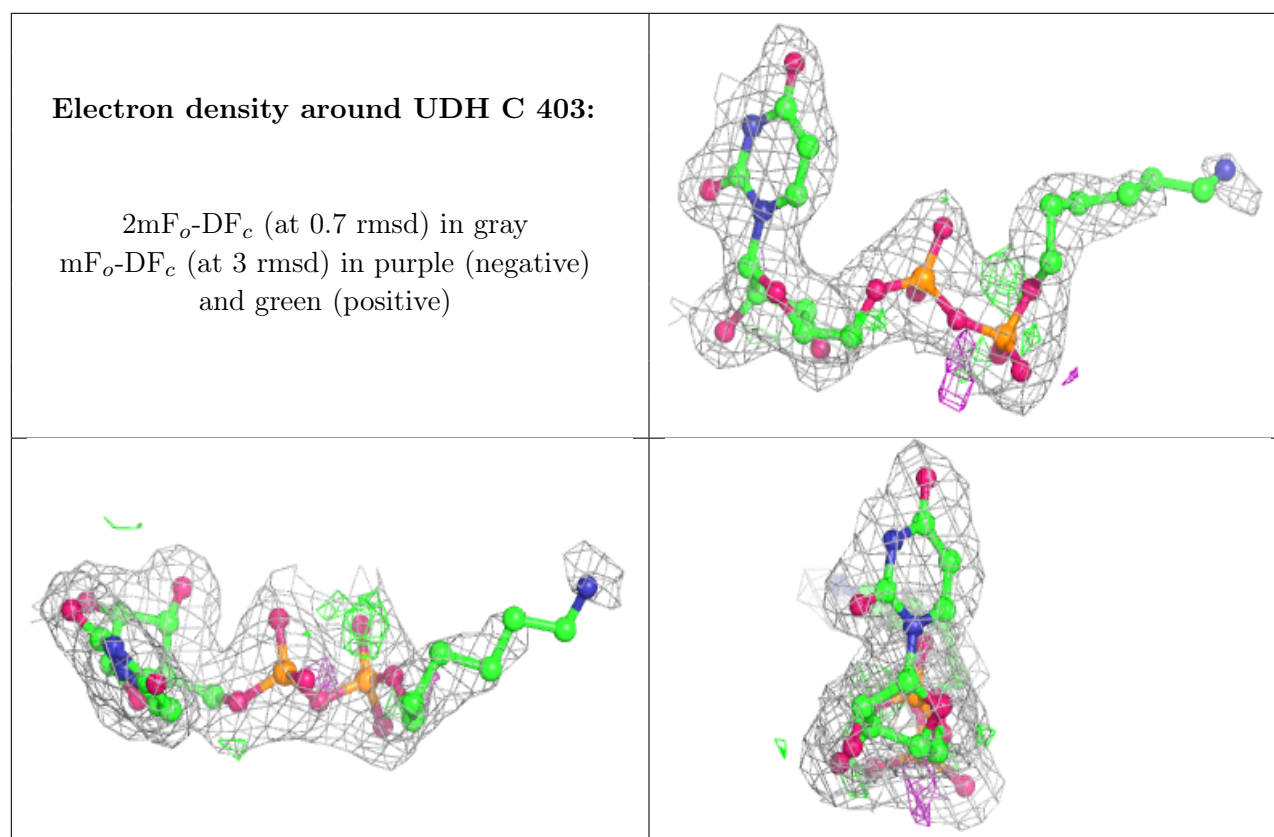 Electron density around UDH C 403:
2mFo-DFc (at 0.7 rmsd) in gray
mFo-DFc (at 3 rmsd) in purple (negative)
and green (positive)